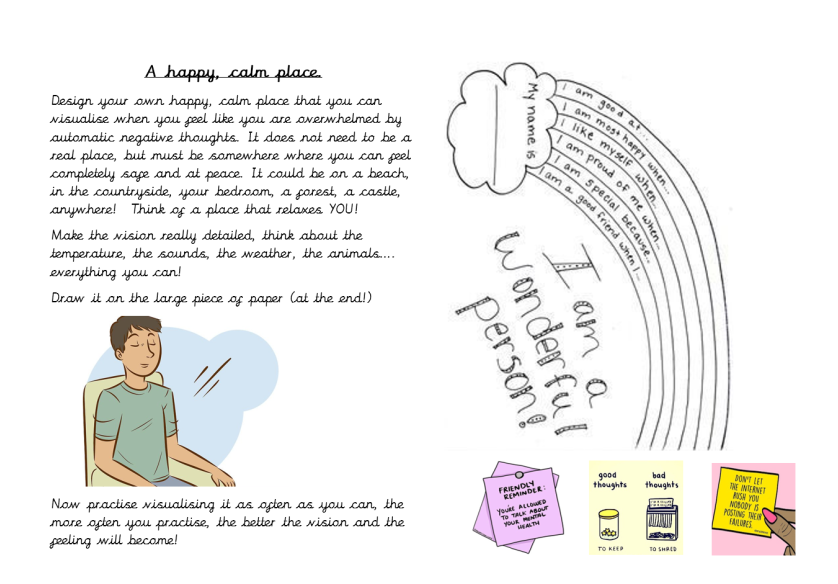 A happy, calm place.
Design your own happy, calm place that you can
visualise when you feel like you are overwhelmed by
automatic negative thoughts. It does not need to be a
real place, but must be somewhere where you can feel
completely safe and at peace. It could be on a beach,
in the countryside, your bedroom, a forest, a castle,
anywhere! Think of a place that relaxes YOU!
Make the vision really detailed, think about the
temperature, the sounds, the weather, the animals....
everything you can!
Draw it on the large piece of paper (at the end!)
Now practise visualising it as often as you can, the
more often you practise, the better the vision and the
feeling will become!
My name is
I am good at...
I am most happy when...
I like myself when...
I am proud of me when...
I am special because...
I am a good friend when I...
I am a
wonderful
person!
FRIENDLY
REMINDER:
YOU'RE ALLOWED
TO TALK ABOUT
YOUR MENTAL
HEALTH
good
thoughts
TO KEEP
bad
thoughts
TO SHRED
DON'T LET
THE INTERNET
RUSH YOU
NOBODY IS
POSTING THEIR
FAILURES.